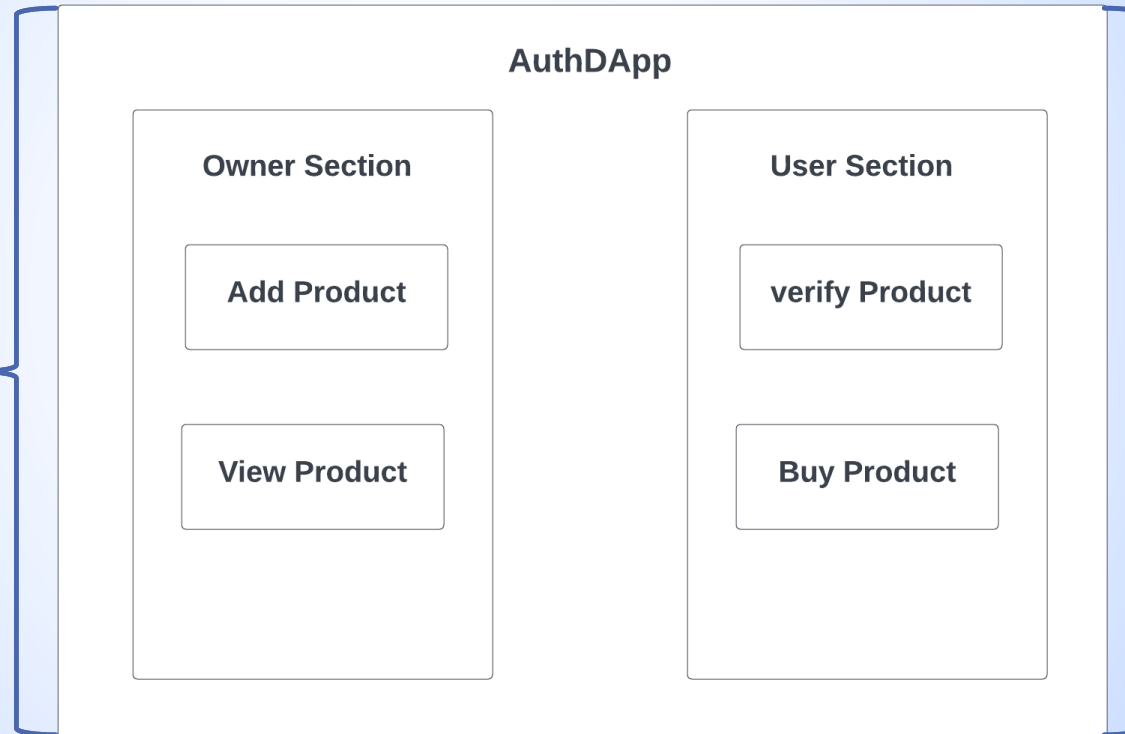 AuthDApp
Owner Section
Add Product
View Product
User Section
verify Product
Buy Product